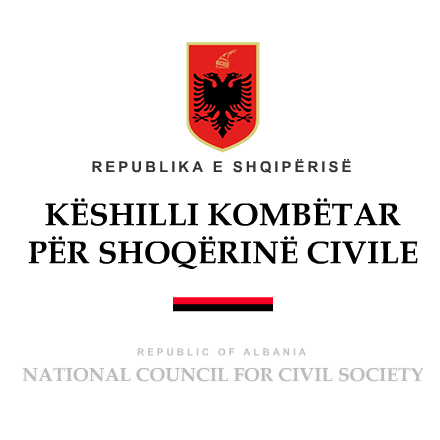 REPUBLIKA E SHQIPËRISË
KËSHILLI KOMBËTAR
PËR SHOQËRINË CIVILE
REPUBLIC OF ALBANIA
NATIONAL COUNCIL FOR CIVIL SOCIETY